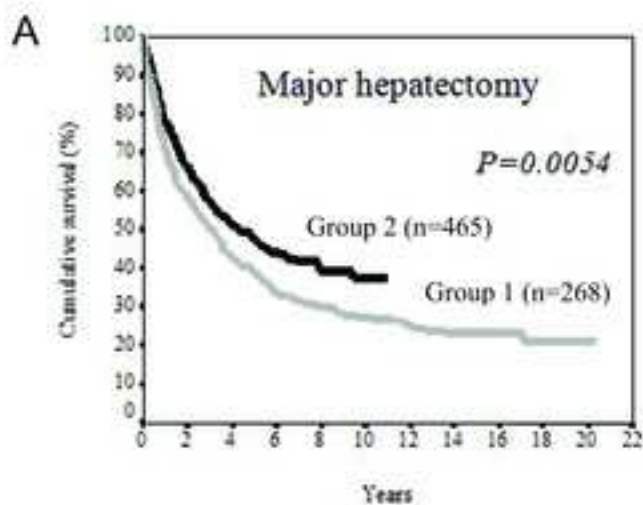 A
Major hepatectomy
P=0.0054
Group 2 (n=465)
Group 1 (n=268)
Cumulative survival (%)
100
90
80
70
60
50
40
30
20
10
0
0 2 4 6 8 10 12 14 16 18 20 22
Years